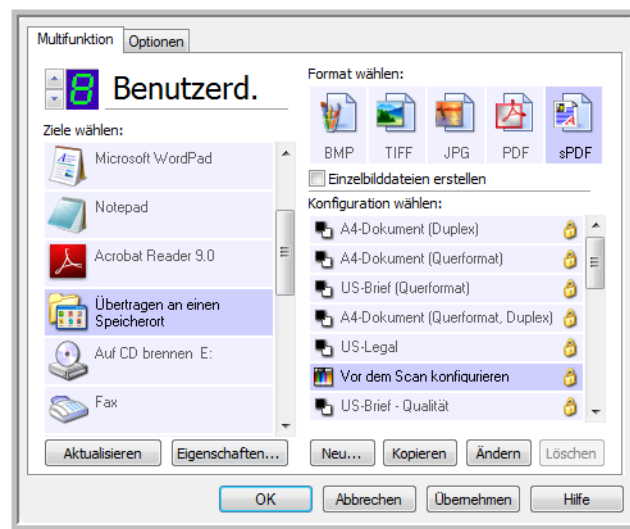 Multifunktion
Optionen
8
Benutzerd.
Ziele wählen:
Microsoft WordPad
Notepad
Acrobat Reader 9.0
Übertragen an einen
Speicherort
Auf CD brennen E:
Fax
Aktualisieren
Eigenschaften...
Format wählen:
BMP
TIFF
JPG
PDF
sPDF
Einzelbilddateien erstellen
Konfiguration wählen:
A4-Dokument (Duplex)
A4-Dokument (Querformat)
US-Brief (Querformat)
A4-Dokument (Querformat, Duplex)
US-Legal
Vor dem Scan konfigurieren
US-Brief - Qualität
Neu...
Kopieren
Ändern
Löschen
OK
Abbrechen
Übernehmen
Hilfe